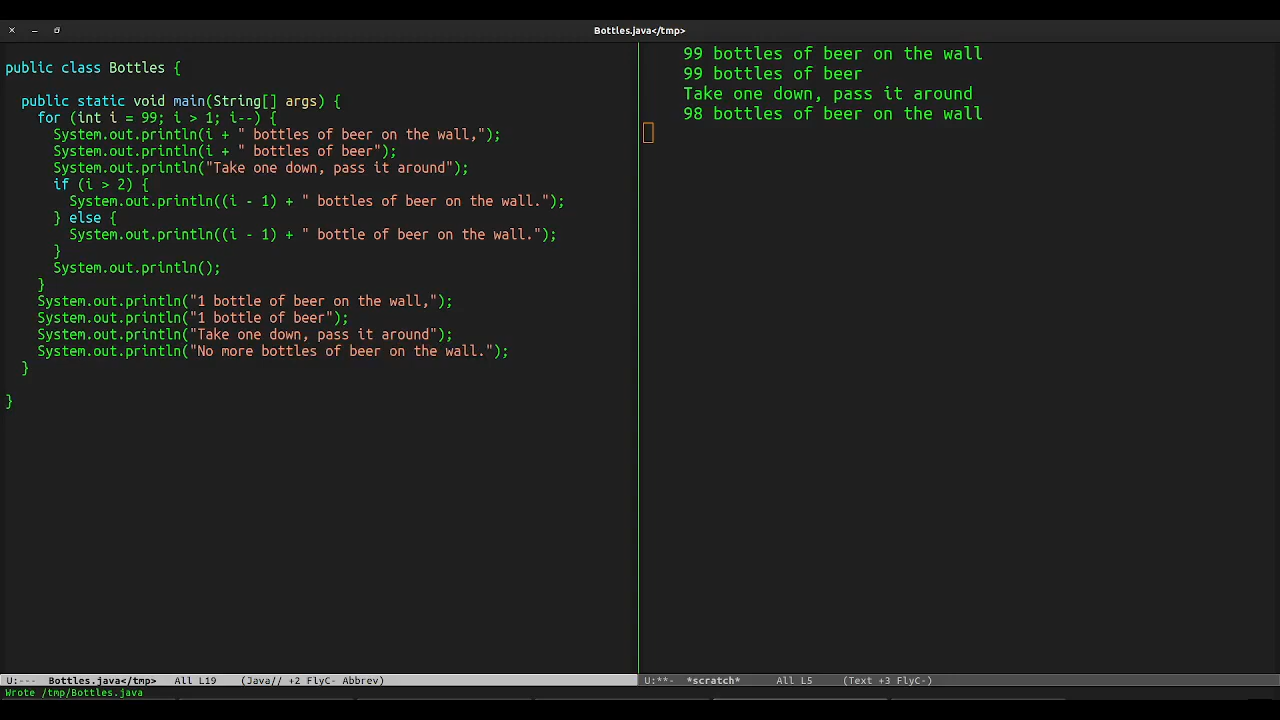 Bottles.java</tmp>
public class Bottles {
public static void main(String[] args) {
for (int i = 99; i > 1; i--) {
System.out.println(i + " bottles of beer on the wall,");
System.out.println(i + " bottles of beer");
System.out.println("Take one down, pass it around");
if (i > 2) {
System.out.println((i - 1) + " bottles of beer on the wall.");
} else {
System.out.println((i - 1) + " bottle of beer on the wall.");
}
System.out.println();
}
System.out.println("1 bottle of beer on the wall,");
System.out.println("1 bottle of beer");
System.out.println("Take one down, pass it around");
System.out.println("No more bottles of beer on the wall.");
}
}
99 bottles of beer on the wall
99 bottles of beer
Take one down, pass it around
98 bottles of beer on the wall
U:--- Bottles.java</tmp> All L19 (Java// +2 FlyC- Abbrev)
U:**- *scratch* All L5 (Text +3 FlyC-)
Wrote /tmp/Bottles.java